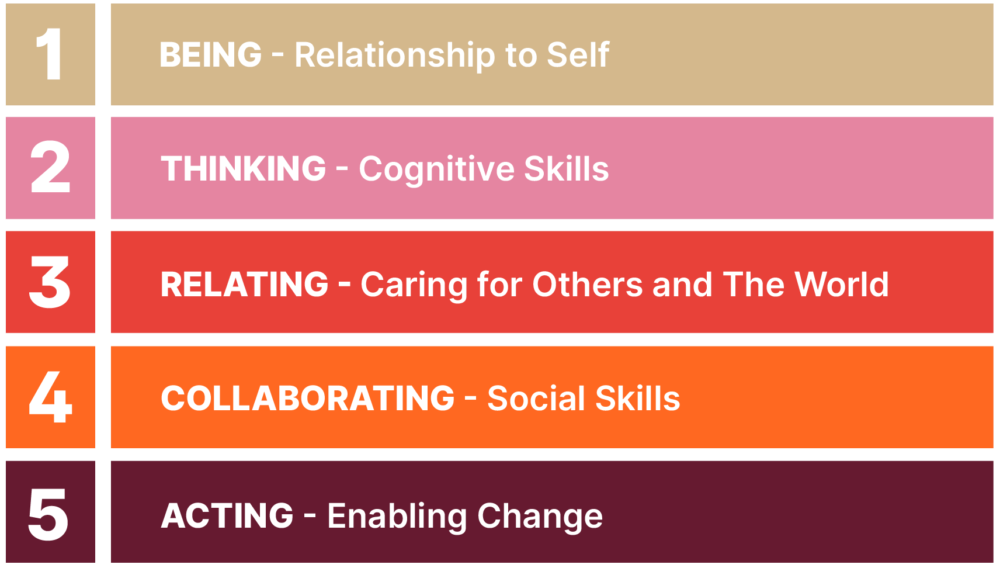 1 BEING - Relationship to Self
2 THINKING - Cognitive Skills
3 RELATING - Caring for Others and The World
4 COLLABORATING - Social Skills
5 ACTING - Enabling Change